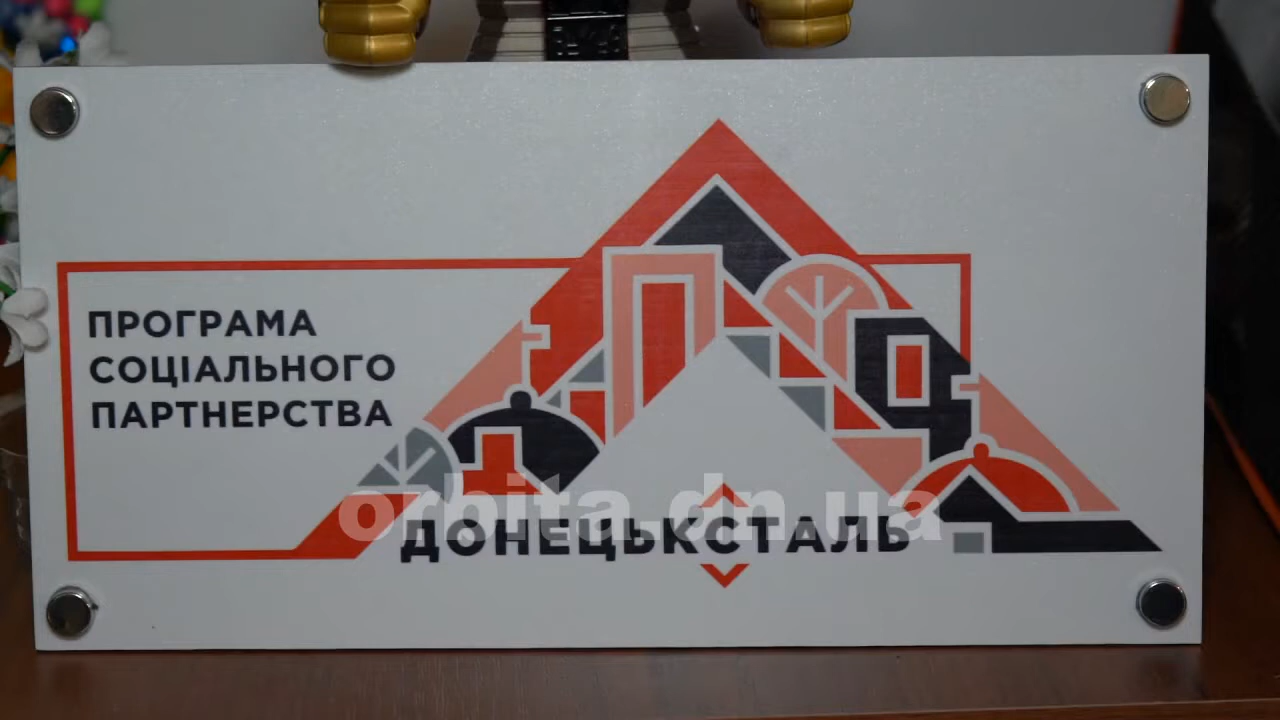 ПРОГРАМА
СОЦІАЛЬНОГО
ПАРТНЕРСТВА
orbita.dn.ua
ДОНЕЦЬКСТАЛЬ